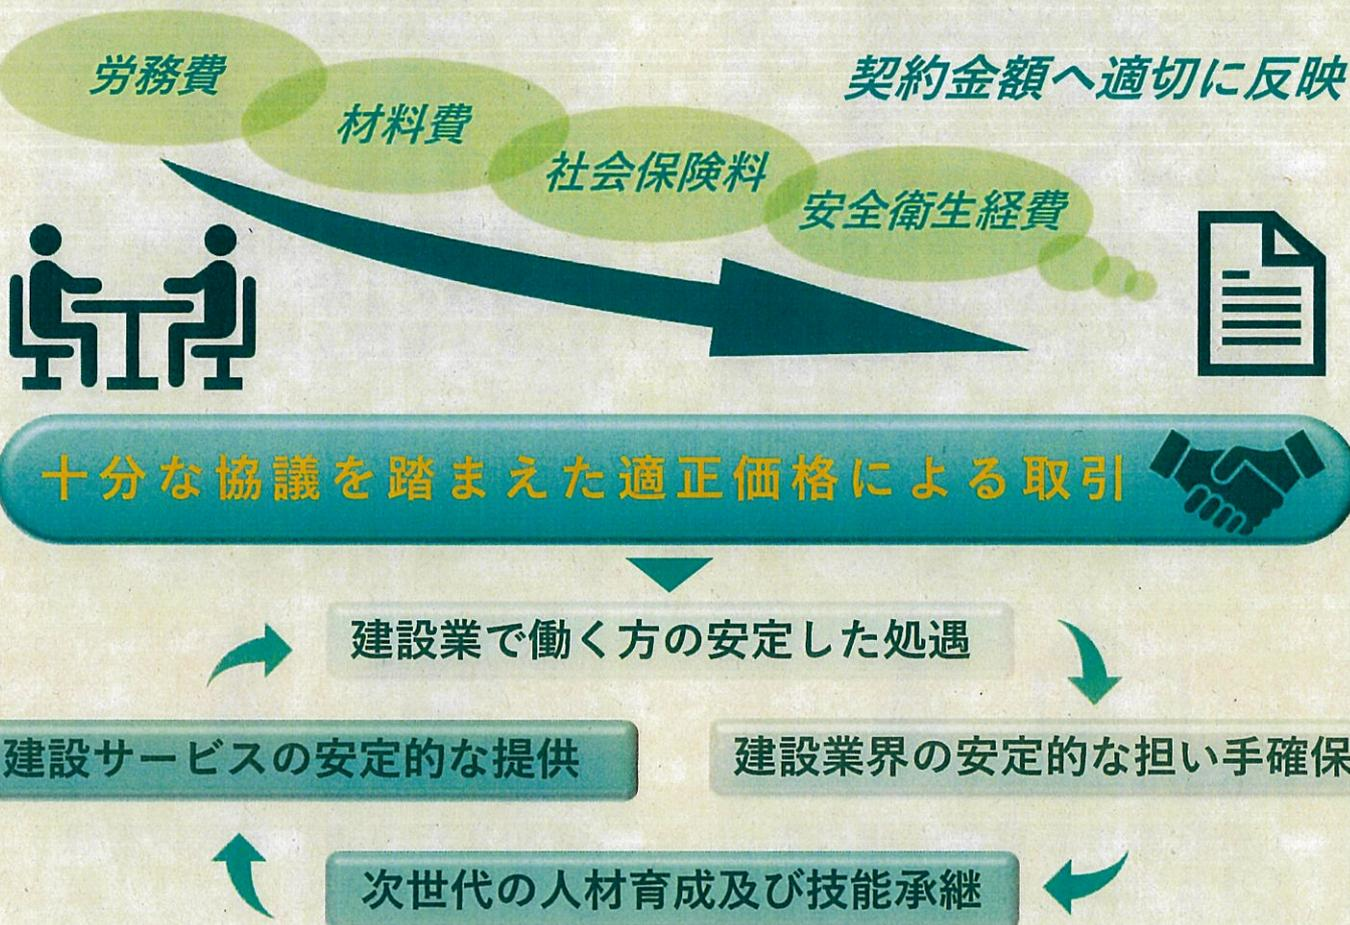 労務費
材料費
社会保険料
安全衛生経費
契約金額へ適切に反映
十分な協議を踏まえた適正価格による取引
建設業で働く方の安定した処遇
建設サービスの安定的な提供
建設業界の安定的な担い手確保
次世代の人材育成及び技能承継